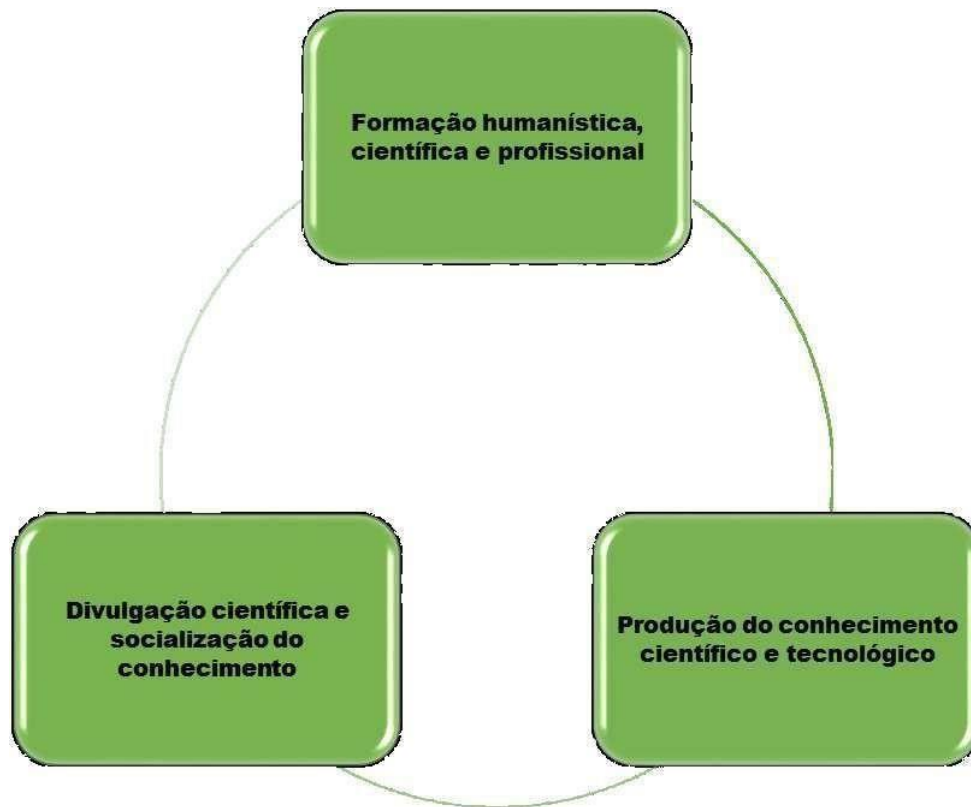 Formação humanística,
científica e profissional
Divulgação científica e
socialização do
conhecimento
Produção do conhecimento
científico e tecnológico